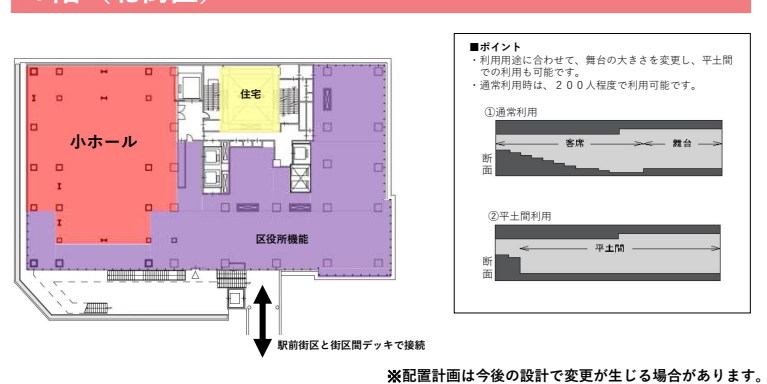 住宅
小ホール
区役所機能
駅前街区と街区間デッキで接続
■ポイント
・利用用途に合わせて、舞台の大きさを変更し、平土間
での利用も可能です。
・通常利用時は、２００人程度で利用可能です。
①通常利用
客席
舞台
断面
②平土間利用
平土間
断面
※配置計画は今後の設計で変更が生じる場合があります。